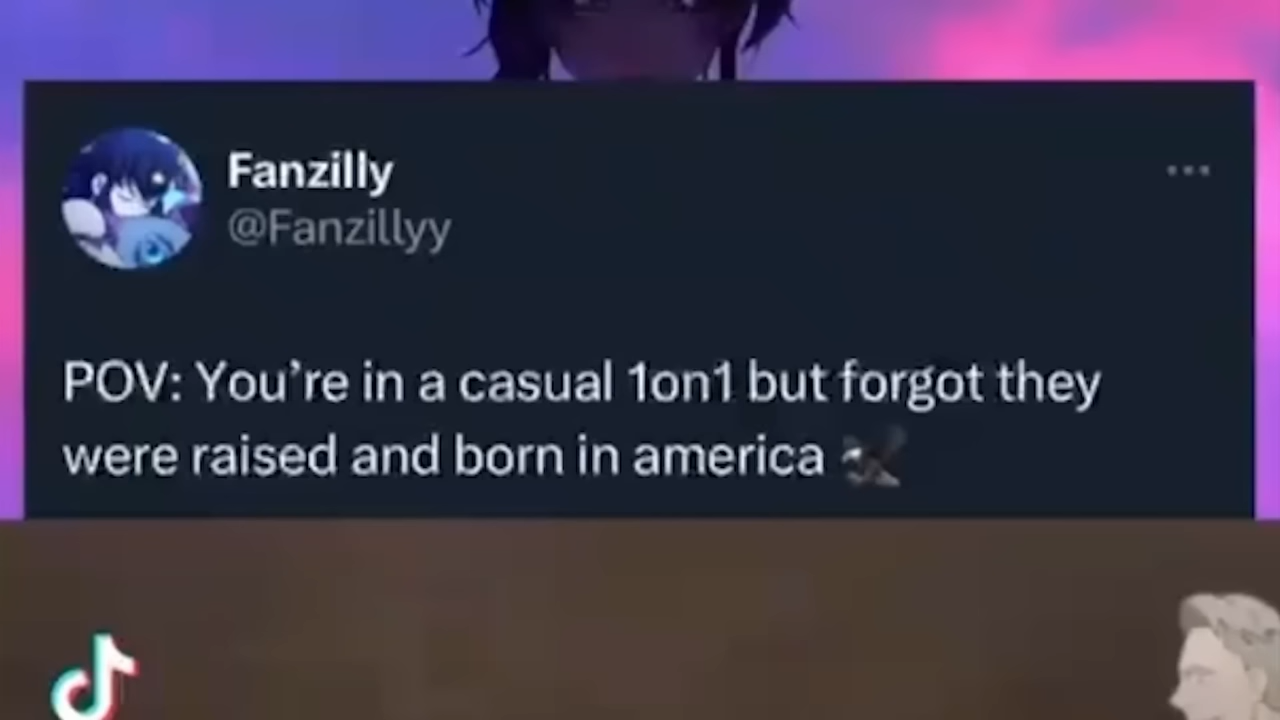 Fanzilly
@Fanzillyy
POV: You’re in a casual 1on1 but forgot they
were raised and born in america 🦅